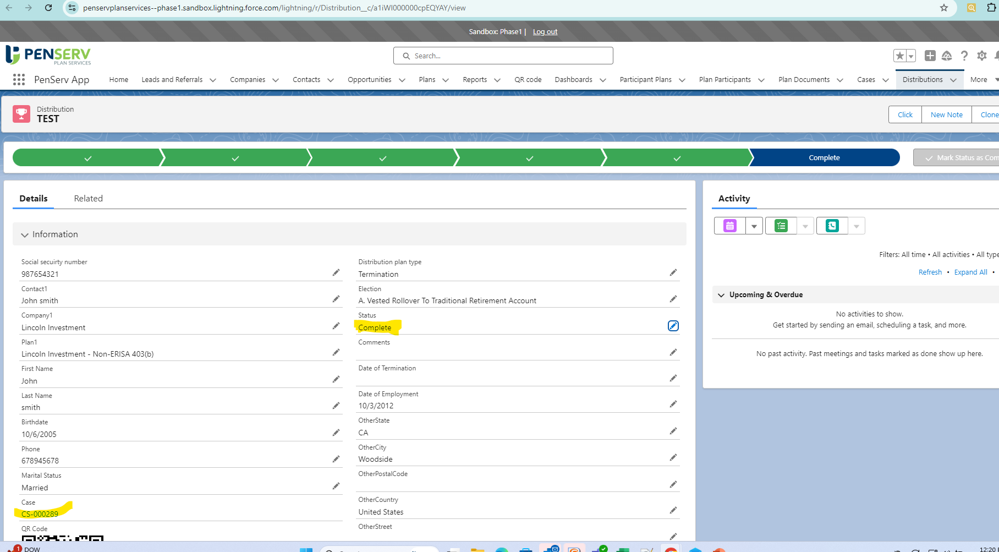 penservplanservices--phase1.sandbox.lightning.force.com/lightning/r/Distribution__c/a1iWI000000cpEQYAY/view
Sandbox: Phase1 | Log out
PENSERV
PLAN SERVICES
Search...
PenServ App Home Leads and Referrals Companies Contacts Opportunities Plans Reports QR code Dashboards Participant Plans Plan Participants Plan Documents Cases Distributions More
Distribution
TEST
Click New Note Clone
Complete
Mark Status as Com
Details Related
Information
Social secuirty number
987654321
Contact1
John smith
Company1
Lincoln Investment
Plan1
Lincoln Investment - Non-ERISA 403(b)
First Name
John
Last Name
smith
Birthdate
10/6/2005
Phone
678945678
Marital Status
Married
Case
CS-000289
QR Code
Distribution plan type
Termination
Election
A. Vested Rollover To Traditional Retirement Account
Status
Complete
Comments
Date of Termination
Date of Employment
10/3/2012
OtherState
CA
OtherCity
Woodside
OtherPostalCode
OtherCountry
United States
OtherStreet
Activity
Filters: All time • All activities • All type
Refresh • Expand All •
Upcoming & Overdue
No activities to show.
Get started by sending an email, scheduling a task, and more.
No past activity. Past meetings and tasks marked as done show up here.
1
DOW
12:20